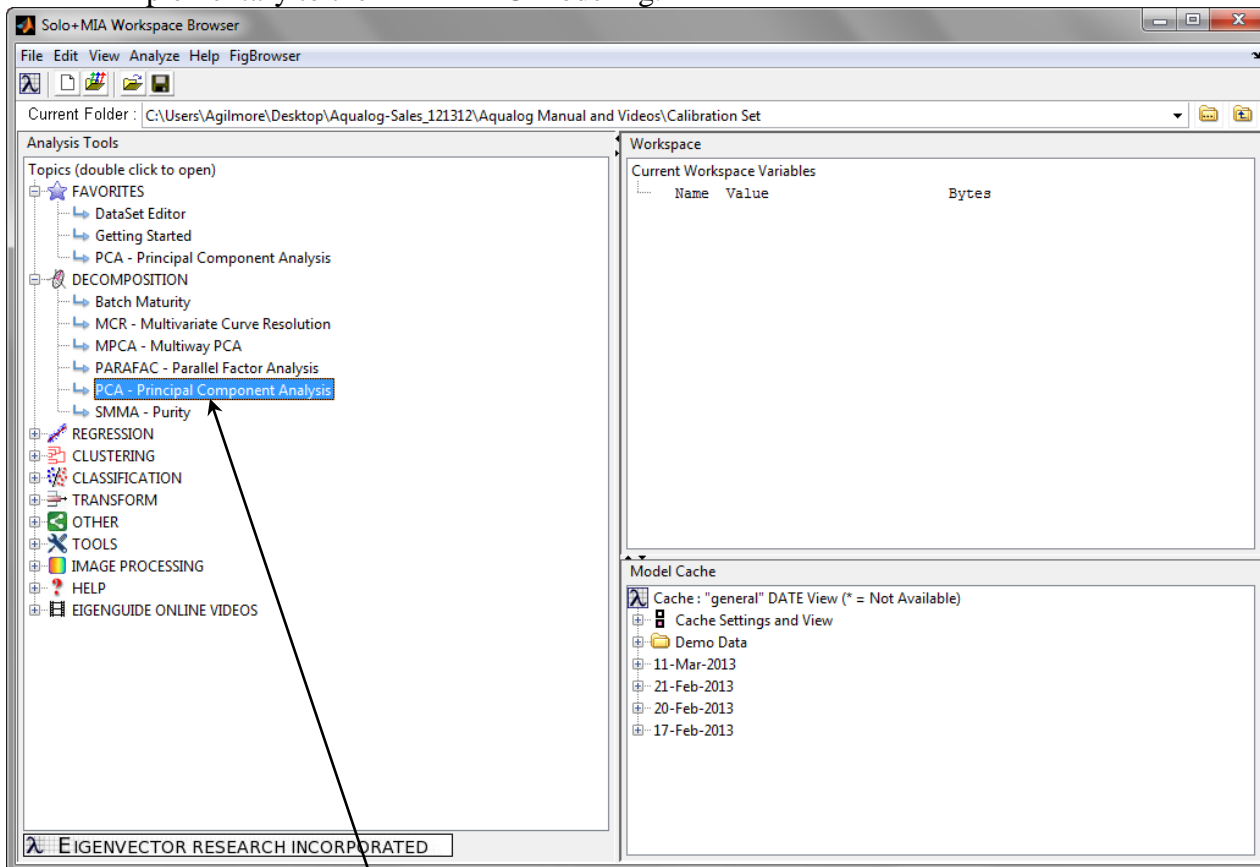 Solo+MIA Workspace Browser
File Edit View Analyze Help FigBrowser
Current Folder : C:\Users\Agilmore\Desktop\Aqualog-Sales_121312\Aqualog Manual and Videos\Calibration Set
Analysis Tools
Topics (double click to open)
FAVORITES
DataSet Editor
Getting Started
PCA - Principal Component Analysis
DECOMPOSITION
Batch Maturity
MCR - Multivariate Curve Resolution
MPCA - Multiway PCA
PARAFAC - Parallel Factor Analysis
PCA - Principal Component Analysis
SMMA - Purity
REGRESSION
CLUSTERING
CLASSIFICATION
TRANSFORM
OTHER
TOOLS
IMAGE PROCESSING
HELP
EIGENGUIDE ONLINE VIDEOS
λ EIGENVECTOR RESEARCH INCORPORATED
Workspace
Current Workspace Variables
Name Value Bytes
Model Cache
Cache : "general" DATE View (* = Not Available)
Cache Settings and View
Demo Data
11-Mar-2013
21-Feb-2013
20-Feb-2013
17-Feb-2013